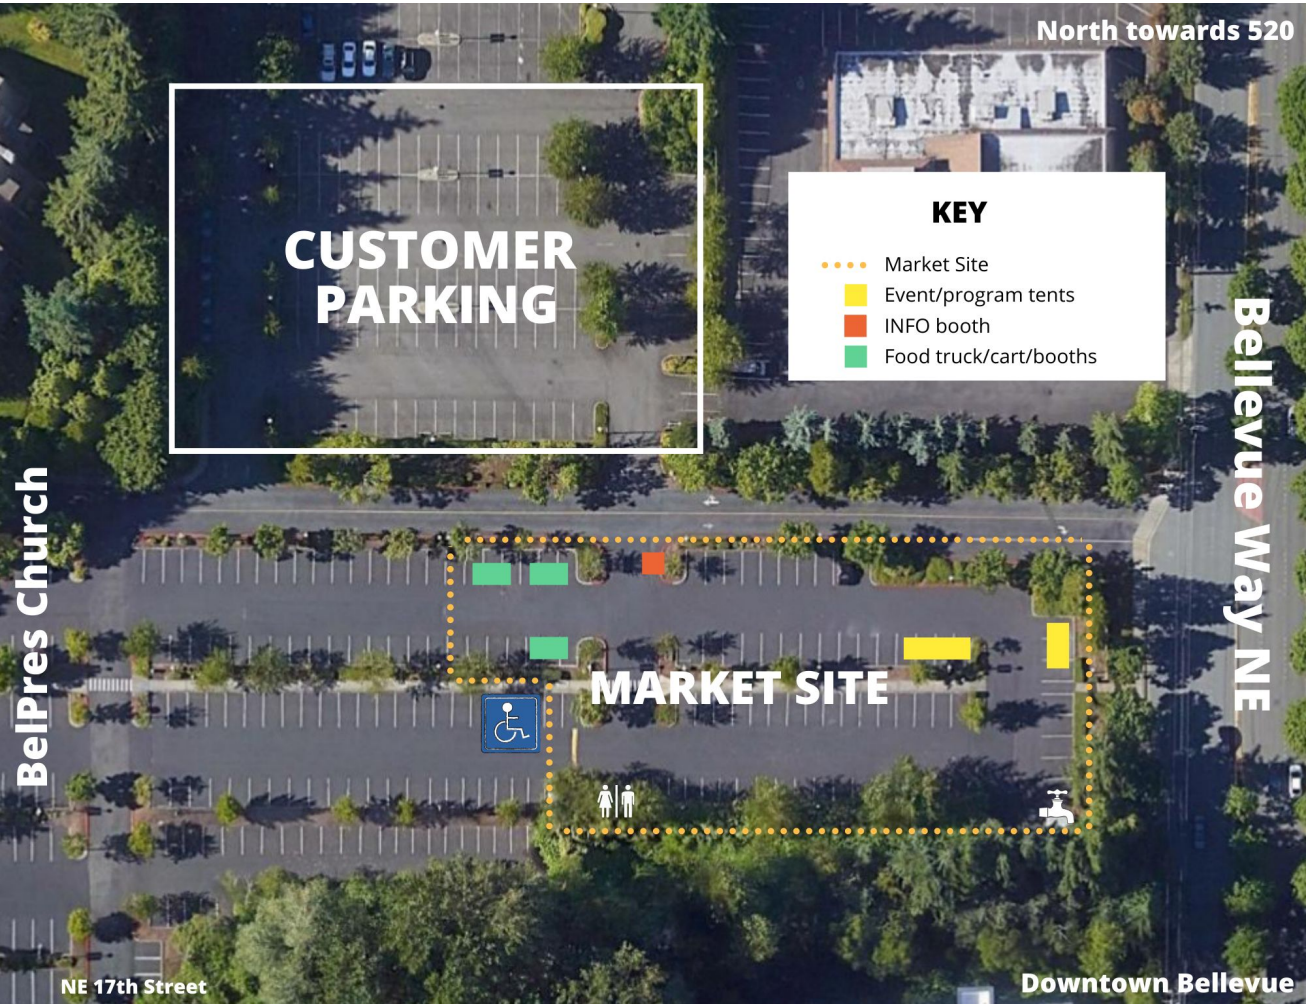 North towards 520
CUSTOMER
PARKING
KEY
Market Site
Event/program tents
INFO booth
Food truck/cart/booths
Bellevue Way NE
BelPres Church
MARKET SITE
NE 17th Street
Downtown Bellevue